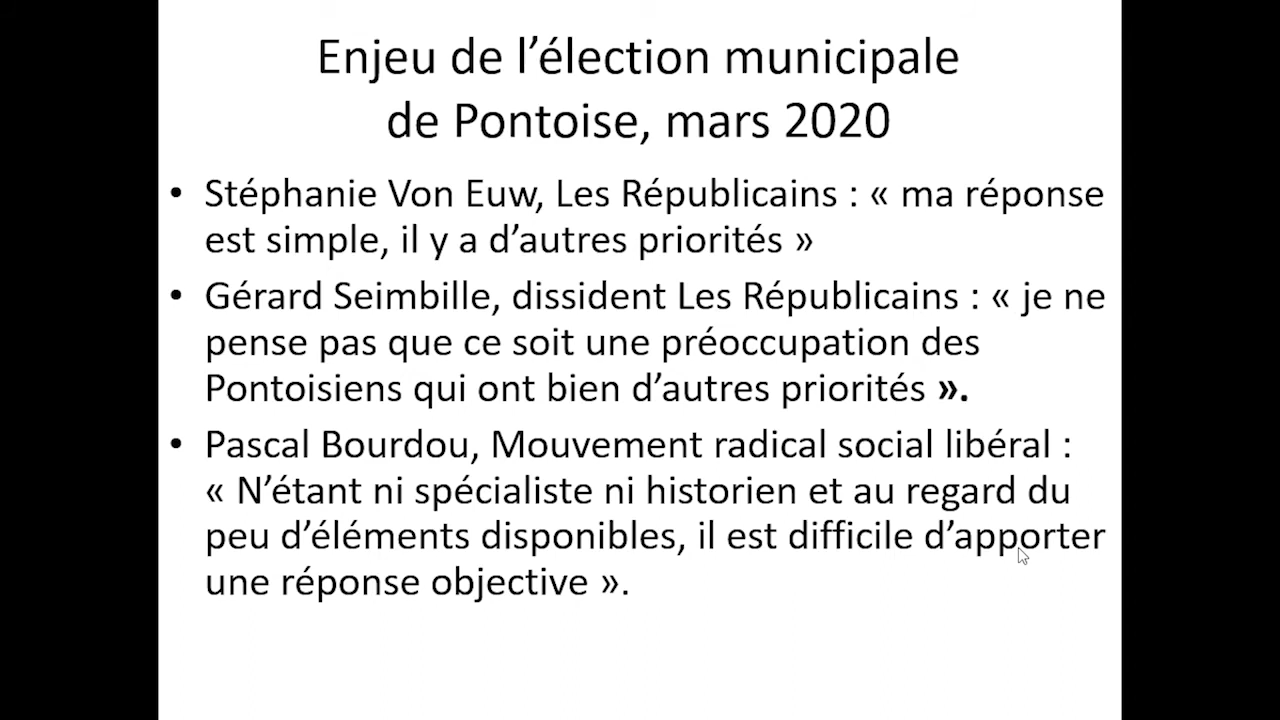 Enjeu de l’élection municipale
de Pontoise, mars 2020
• Stéphanie Von Euw, Les Républicains : « ma réponse
est simple, il y a d’autres priorités »
• Gérard Seimbille, dissident Les Républicains : « je ne
pense pas que ce soit une préoccupation des
Pontoisiens qui ont bien d’autres priorités ».
• Pascal Bourdou, Mouvement radical social libéral :
« N’étant ni spécialiste ni historien et au regard du
peu d’éléments disponibles, il est difficile d’apporter
une réponse objective ».